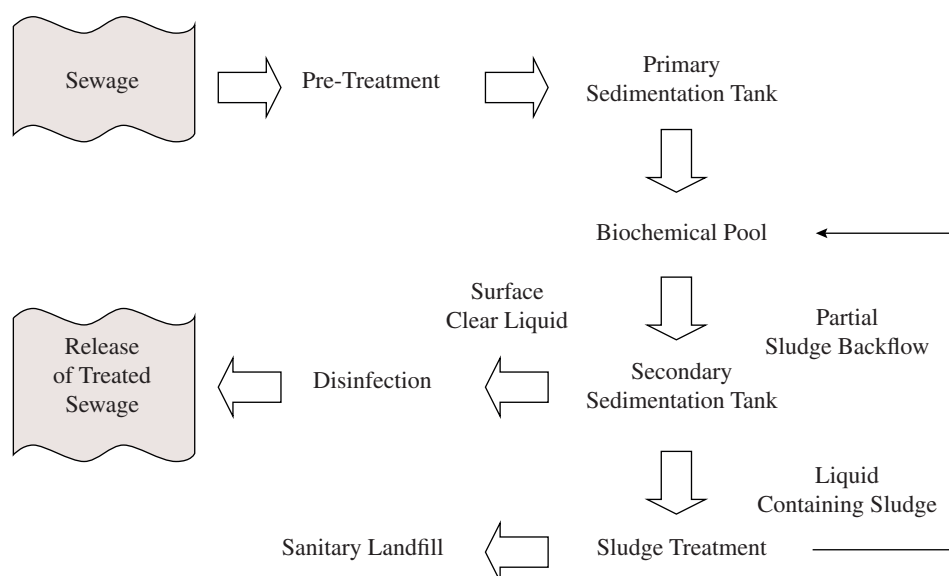 Sewage
Pre-Treatment
Primary
Sedimentation Tank
Biochemical Pool
Surface
Clear Liquid
Partial
Sludge Backflow
Release
of Treated
Sewage
Disinfection
Secondary
Sedimentation Tank
Liquid
Containing Sludge
Sanitary Landfill
Sludge Treatment